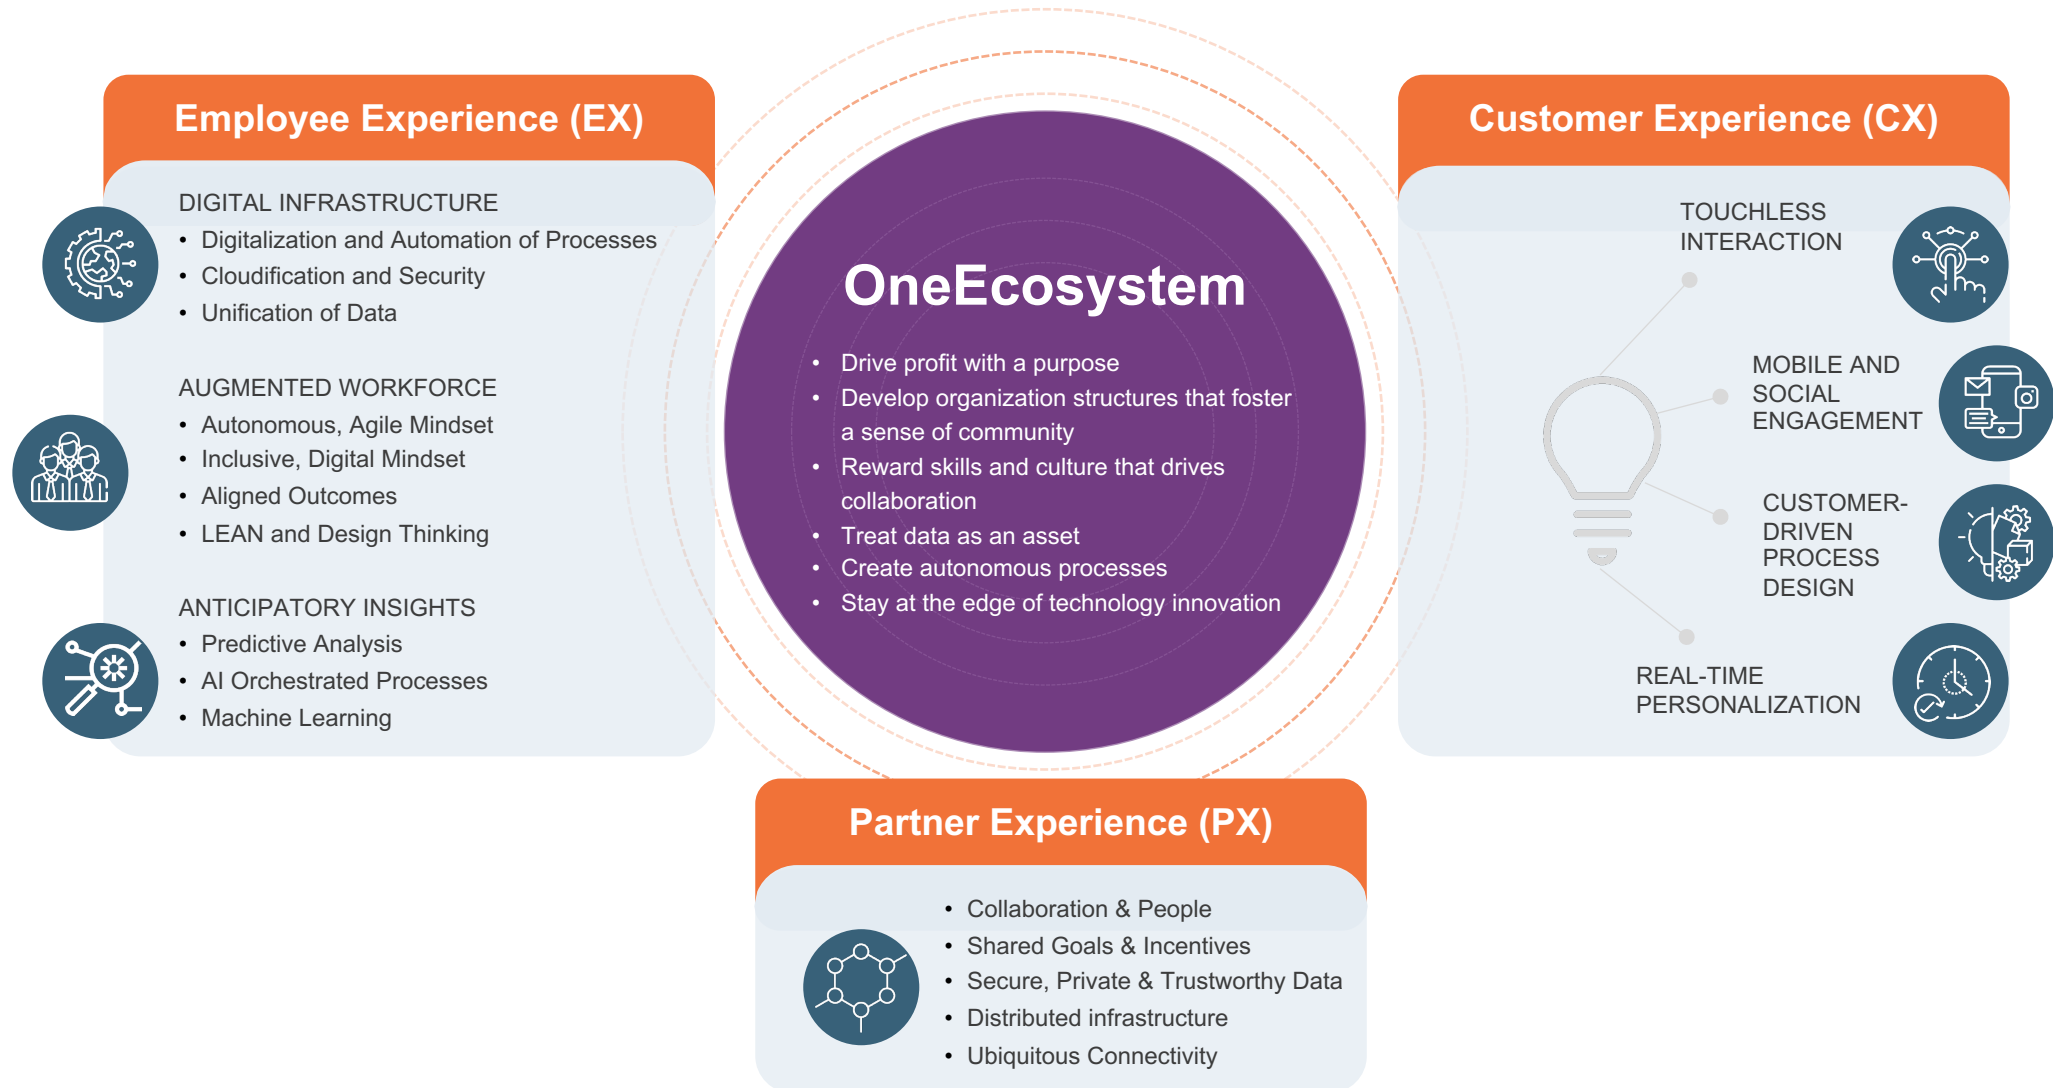 Employee Experience (EX)
DIGITAL INFRASTRUCTURE
• Digitalization and Automation of Processes
• Cloudification and Security
• Unification of Data
AUGMENTED WORKFORCE
• Autonomous, Agile Mindset
• Inclusive, Digital Mindset
• Aligned Outcomes
• LEAN and Design Thinking
ANTICIPATORY INSIGHTS
• Predictive Analysis
• AI Orchestrated Processes
• Machine Learning
OneEcosystem
• Drive profit with a purpose
• Develop organization structures that foster
a sense of community
• Reward skills and culture that drives
collaboration
• Treat data as an asset
• Create autonomous processes
• Stay at the edge of technology innovation
Customer Experience (CX)
TOUCHLESS
INTERACTION
MOBILE AND
SOCIAL
ENGAGEMENT
CUSTOMER-
DRIVEN
PROCESS
DESIGN
REAL-TIME
PERSONALIZATION
Partner Experience (PX)
• Collaboration & People
• Shared Goals & Incentives
• Secure, Private & Trustworthy Data
• Distributed infrastructure
• Ubiquitous Connectivity